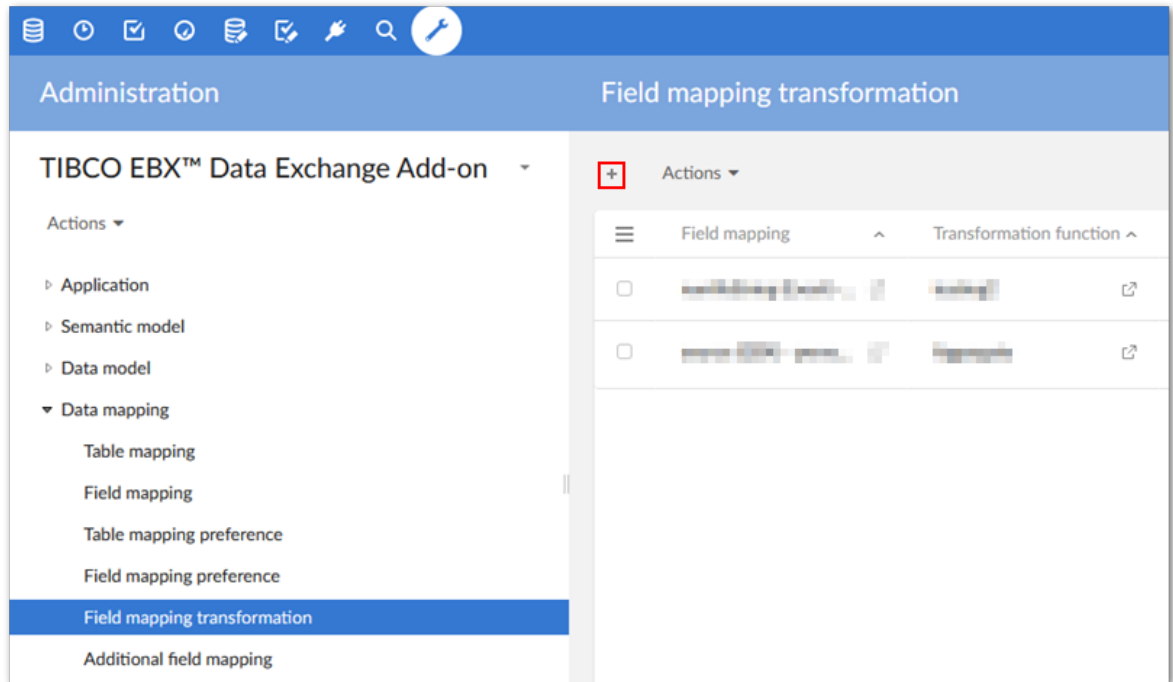 Administration
Field mapping transformation
TIBCO EBX™ Data Exchange Add-on
Actions
Actions
Field mapping
Transformation function
Application
Semantic model
Data model
Data mapping
Table mapping
Field mapping
Table mapping preference
Field mapping preference
Field mapping transformation
Additional field mapping